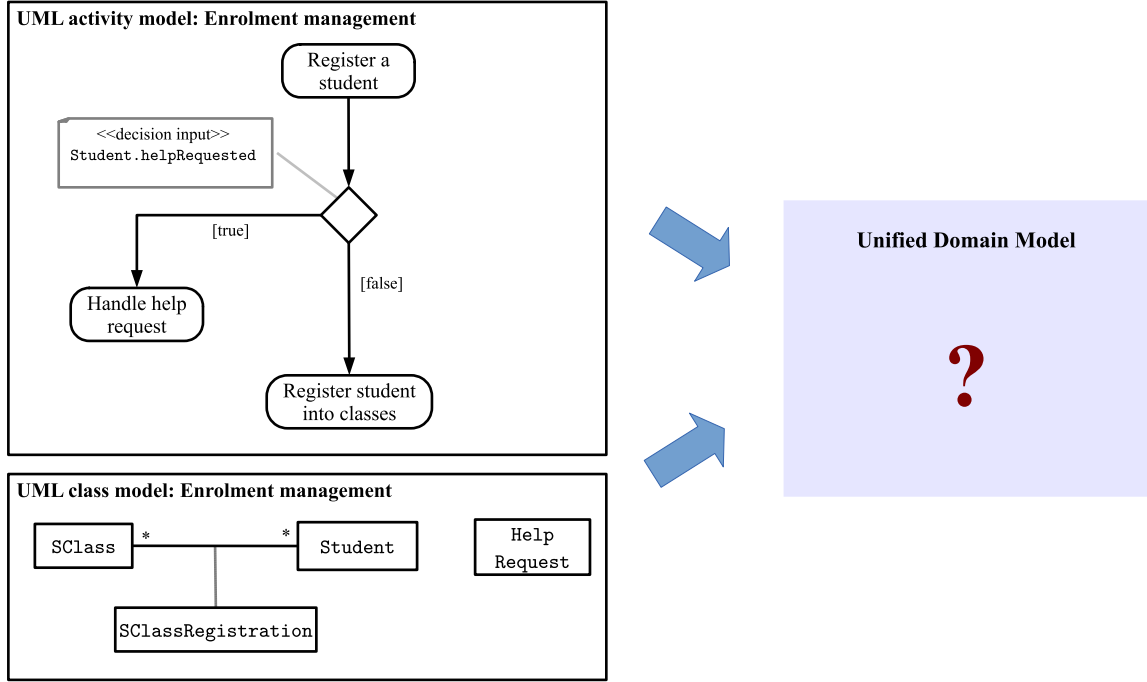 UML activity model: Enrolment management
Register a
student
<<decision input>>
Student.helpRequested
[true]
[false]
Handle help
request
Register student
into classes
UML class model: Enrolment management
SClass
*
*
Student
Help
Request
SClassRegistration
Unified Domain Model
?